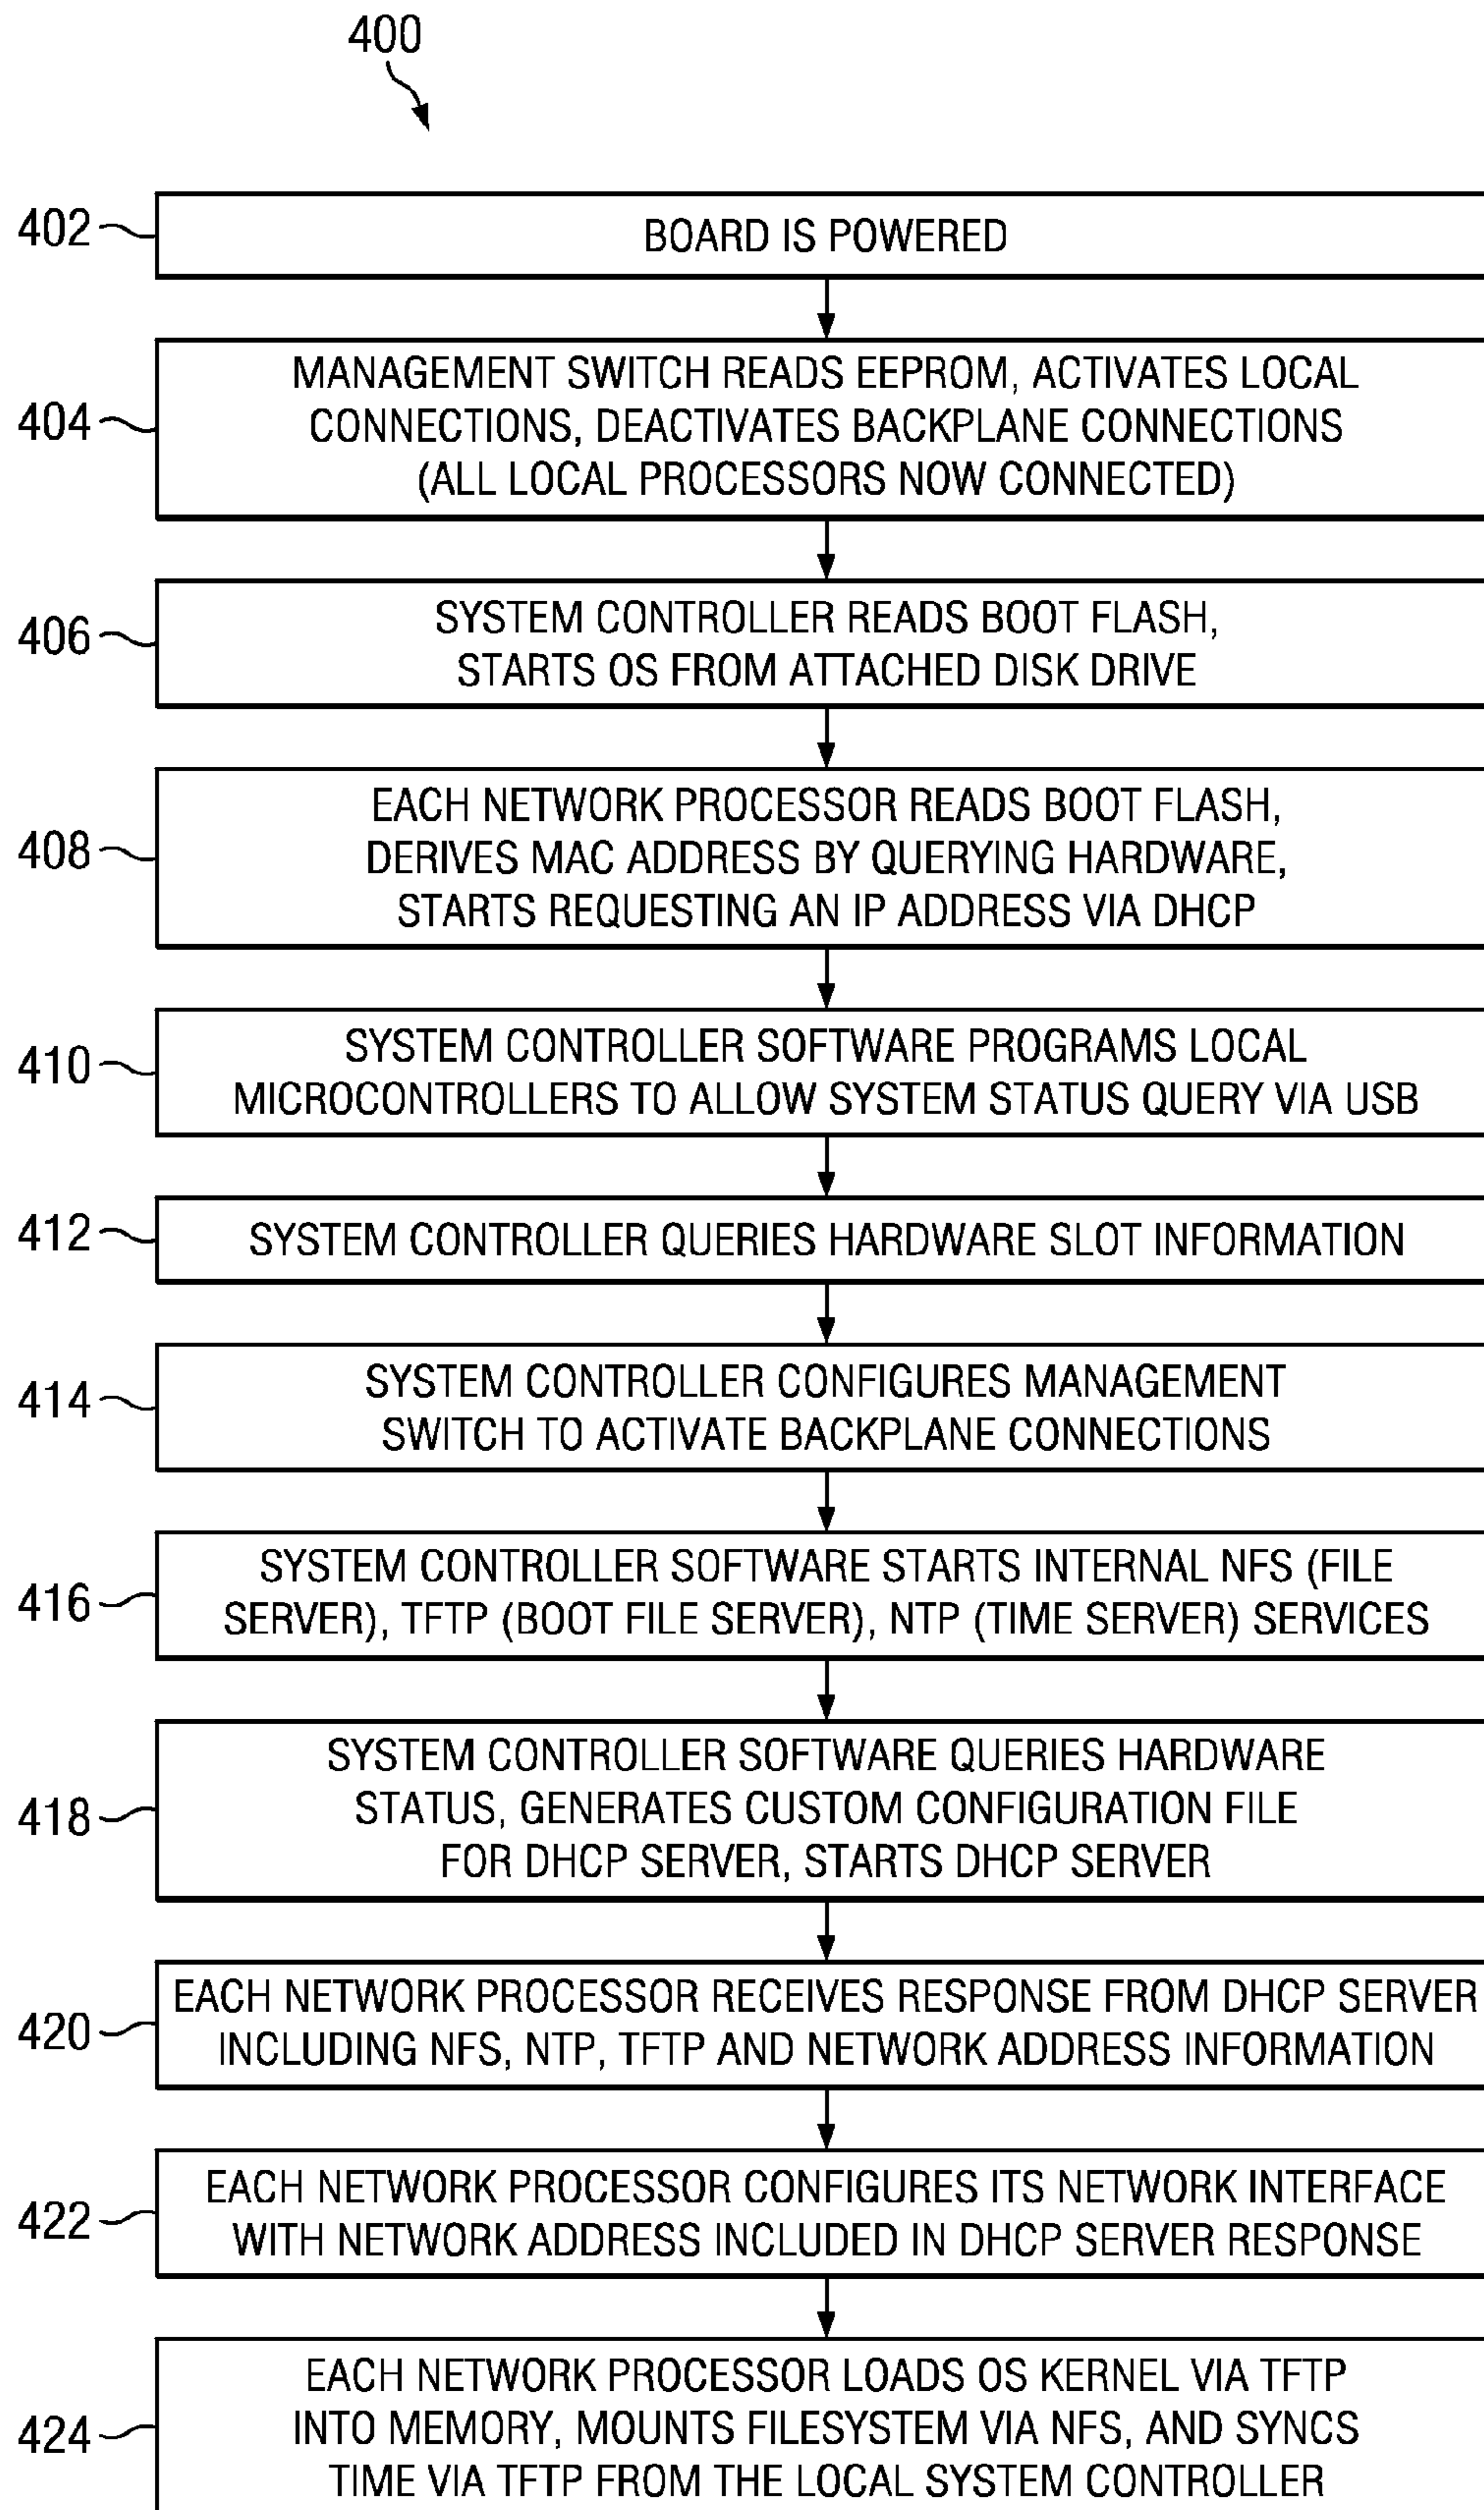 400
402
BOARD IS POWERED
404
MANAGEMENT SWITCH READS EEPROM, ACTIVATES LOCAL
CONNECTIONS, DEACTIVATES BACKPLANE CONNECTIONS
(ALL LOCAL PROCESSORS NOW CONNECTED)
406
SYSTEM CONTROLLER READS BOOT FLASH,
STARTS OS FROM ATTACHED DISK DRIVE
408
EACH NETWORK PROCESSOR READS BOOT FLASH,
DERIVES MAC ADDRESS BY QUERYING HARDWARE,
STARTS REQUESTING AN IP ADDRESS VIA DHCP
410
SYSTEM CONTROLLER SOFTWARE PROGRAMS LOCAL
MICROCONTROLLERS TO ALLOW SYSTEM STATUS QUERY VIA USB
412
SYSTEM CONTROLLER QUERIES HARDWARE SLOT INFORMATION
414
SYSTEM CONTROLLER CONFIGURES MANAGEMENT
SWITCH TO ACTIVATE BACKPLANE CONNECTIONS
416
SYSTEM CONTROLLER SOFTWARE STARTS INTERNAL NFS (FILE
SERVER), TFTP (BOOT FILE SERVER), NTP (TIME SERVER) SERVICES
418
SYSTEM CONTROLLER SOFTWARE QUERIES HARDWARE
STATUS, GENERATES CUSTOM CONFIGURATION FILE
FOR DHCP SERVER, STARTS DHCP SERVER
420
EACH NETWORK PROCESSOR RECEIVES RESPONSE FROM DHCP SERVER
INCLUDING NFS, NTP, TFTP AND NETWORK ADDRESS INFORMATION
422
EACH NETWORK PROCESSOR CONFIGURES ITS NETWORK INTERFACE
WITH NETWORK ADDRESS INCLUDED IN DHCP SERVER RESPONSE
424
EACH NETWORK PROCESSOR LOADS OS KERNEL VIA TFTP
INTO MEMORY, MOUNTS FILESYSTEM VIA NFS, AND SYNCS
TIME VIA TFTP FROM THE LOCAL SYSTEM CONTROLLER